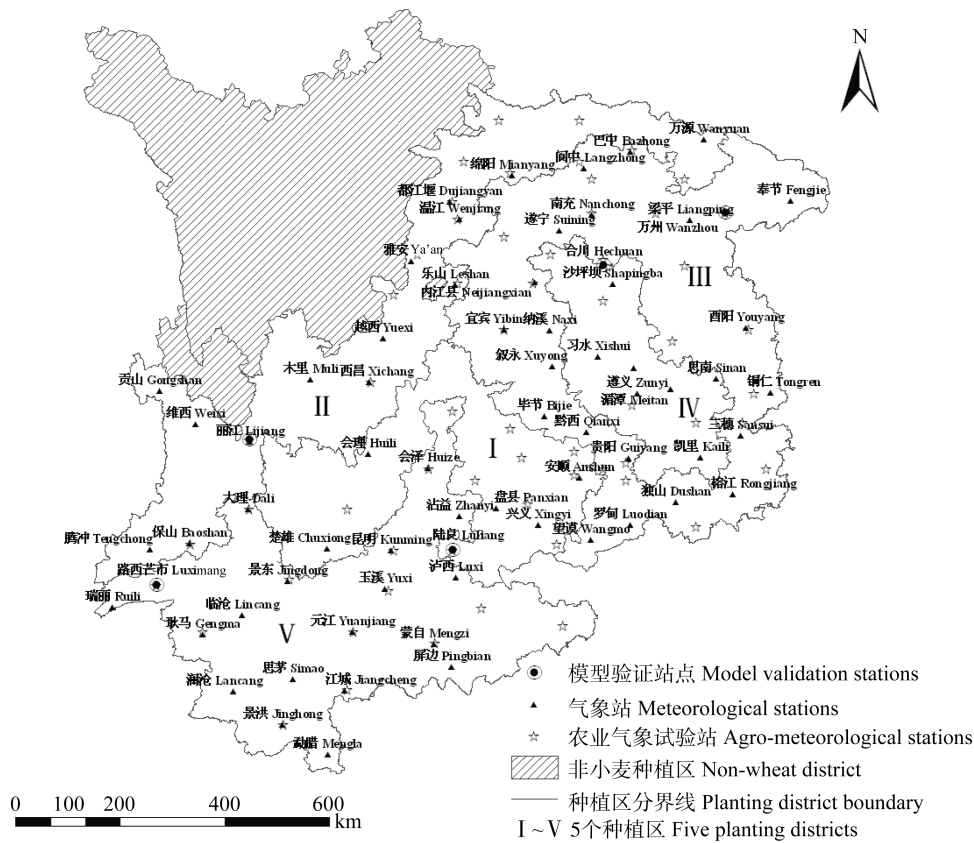 N
万源 Wanyuan
巴中 Bazhong
阆中 Langzhong
绵阳 Mianyang
都江堰 Dujiangyan
奉节 Fengjie
南充 Nanchong
温江 Wenjiang
梁平 Liangping
遂宁 Suining
万州 Wanzhou
雅安 Ya'an
合川 Hechuan
乐山 Leshan
沙坪坝 Shapingba
III
内江县 Neijiangxian
宜宾 Yibin
纳溪 Naxi
酉阳 Youyang
越西 Yuexi
习水 Xishui
叙永 Xuyong
木里 Muli
西昌 Xichang
思南 Sinan
贡山 Gongshan
遵义 Zunyi
铜仁 Tongren
湄潭 Meitan
II
IV
毕节 Bijie
维西 Weixi
黔西 Qianxi
三穗 Sansui
丽江 Lijiang
会理 Huili
I
贵阳 Guiyang
凯里 Kaili
会泽 Huize
安顺 Anshun
榕江 Rongjiang
独山 Dushan
大理 Dali
盘县 Panxian
沾益 Zhanyi
兴义 Xingyi
罗甸 Luodian
望谟 Wangmo
保山 Baoshan
楚雄 Chuxiong
昆明 Kunming
陆良 Luliang
腾冲 Tengchong
路西芒市 Luximang
景东 Jingdong
玉溪 Yuxi
泸西 Luxi
瑞丽 Ruili
临沧 Lincang
耿马 Gengma
V
元江 Yuanjiang
蒙自 Mengzi
屏边 Pingbian
思茅 Simao
澜沧 Lancang
江城 Jiangcheng
景洪 Jinghong
勐腊 Mengla
模型验证站点 Model validation stations
气象站 Meteorological stations
农业气象试验站 Agro-meteorological stations
非小麦种植区 Non-wheat district
种植区分界线 Planting district boundary
I ~ V 5个种植区 Five planting districts
0 100 200 400 600
km